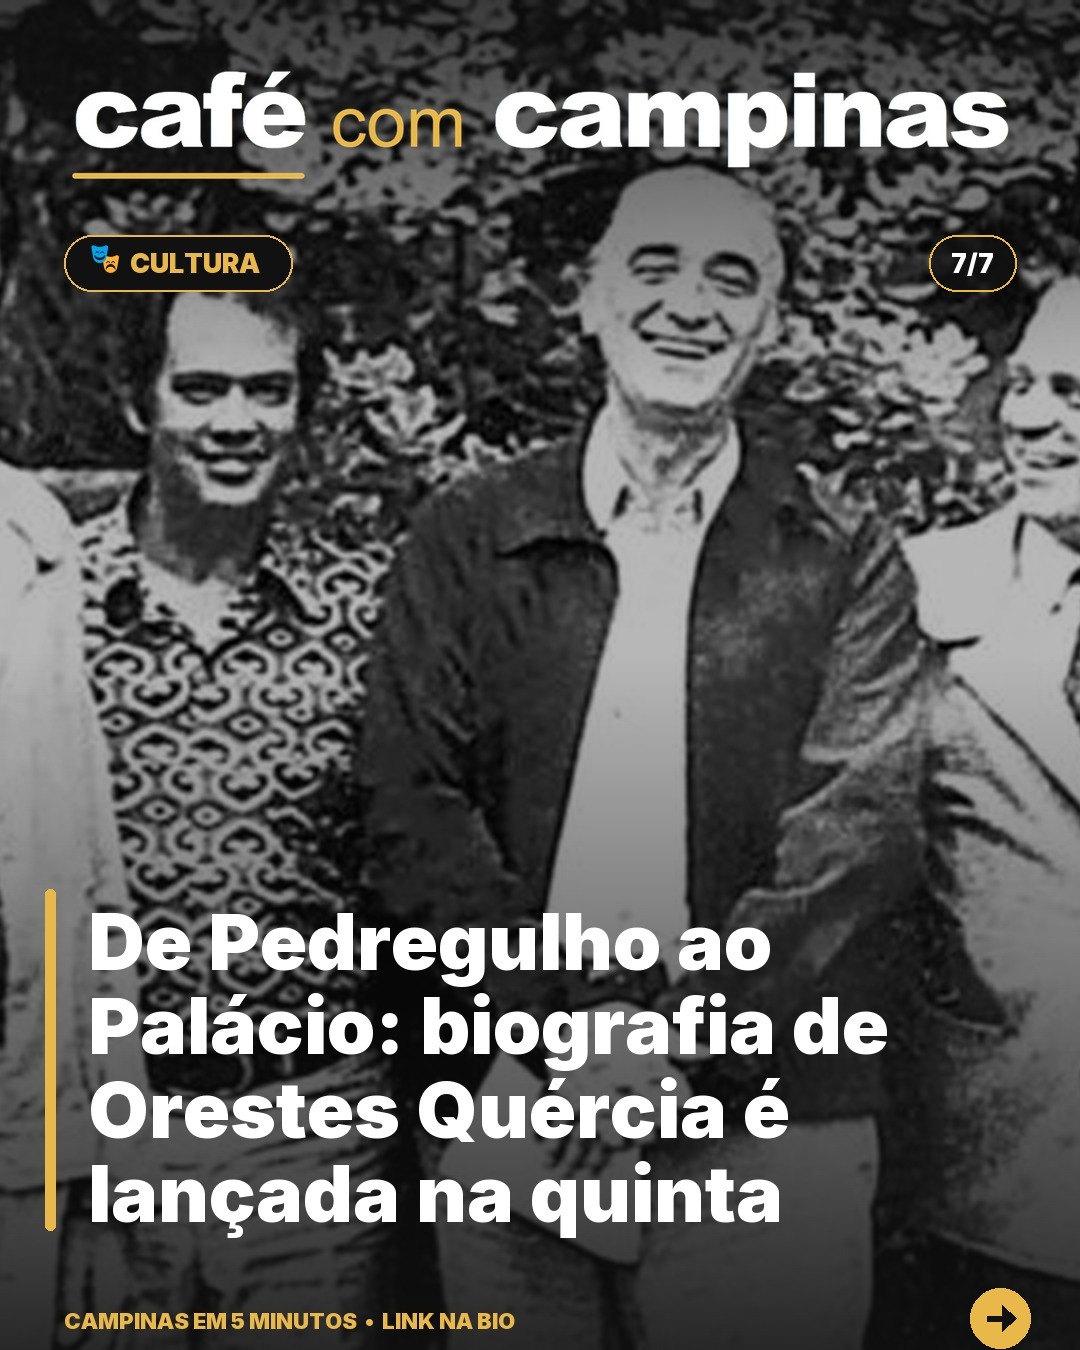 café com campinas
CULTURA
7/7
De Pedregulho ao
Palácio: biografia de
Orestes Quércia é
lançada na quinta
CAMPINAS EM 5 MINUTOS • LINK NA BIO